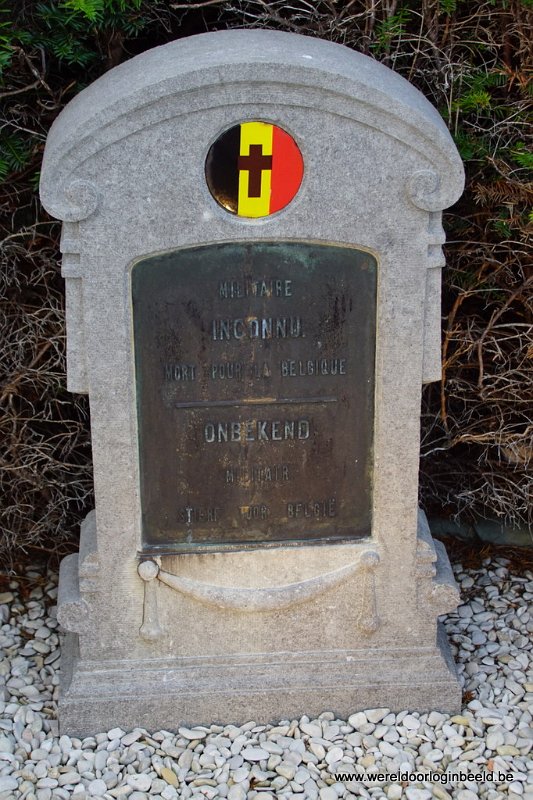 MILITAIRE
INCONNU.
MORT POUR LA BELGIQUE
ONBEKEND
MILITAIR
STIERF VOOR BELGIË
www.wereldoorloginbeeld.be